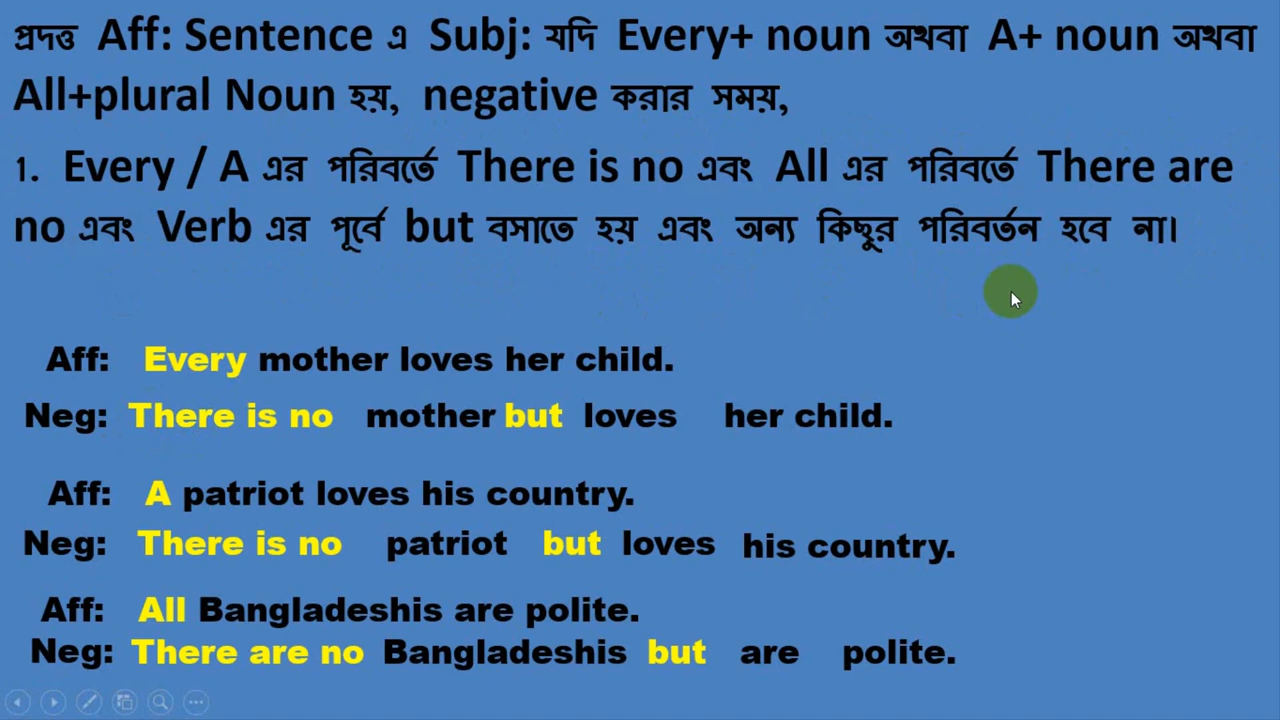 প্রদত্ত Aff: Sentence এ Subj: যদি Every+ noun অথবা A+ noun অথবা
All+plural Noun হয়, negative করার সময়,
1. Every / A এর পরিবর্তে There is no এবং All এর পরিবর্তে There are
no এবং Verb এর পূর্বে but বসাতে হয় এবং অন্য কিছুর পরিবর্তন হবে না।
Aff: Every mother loves her child.
Neg: There is no mother but loves her child.
Aff: A patriot loves his country.
Neg: There is no patriot but loves his country.
Aff: All Bangladeshis are polite.
Neg: There are no Bangladeshis but are polite.